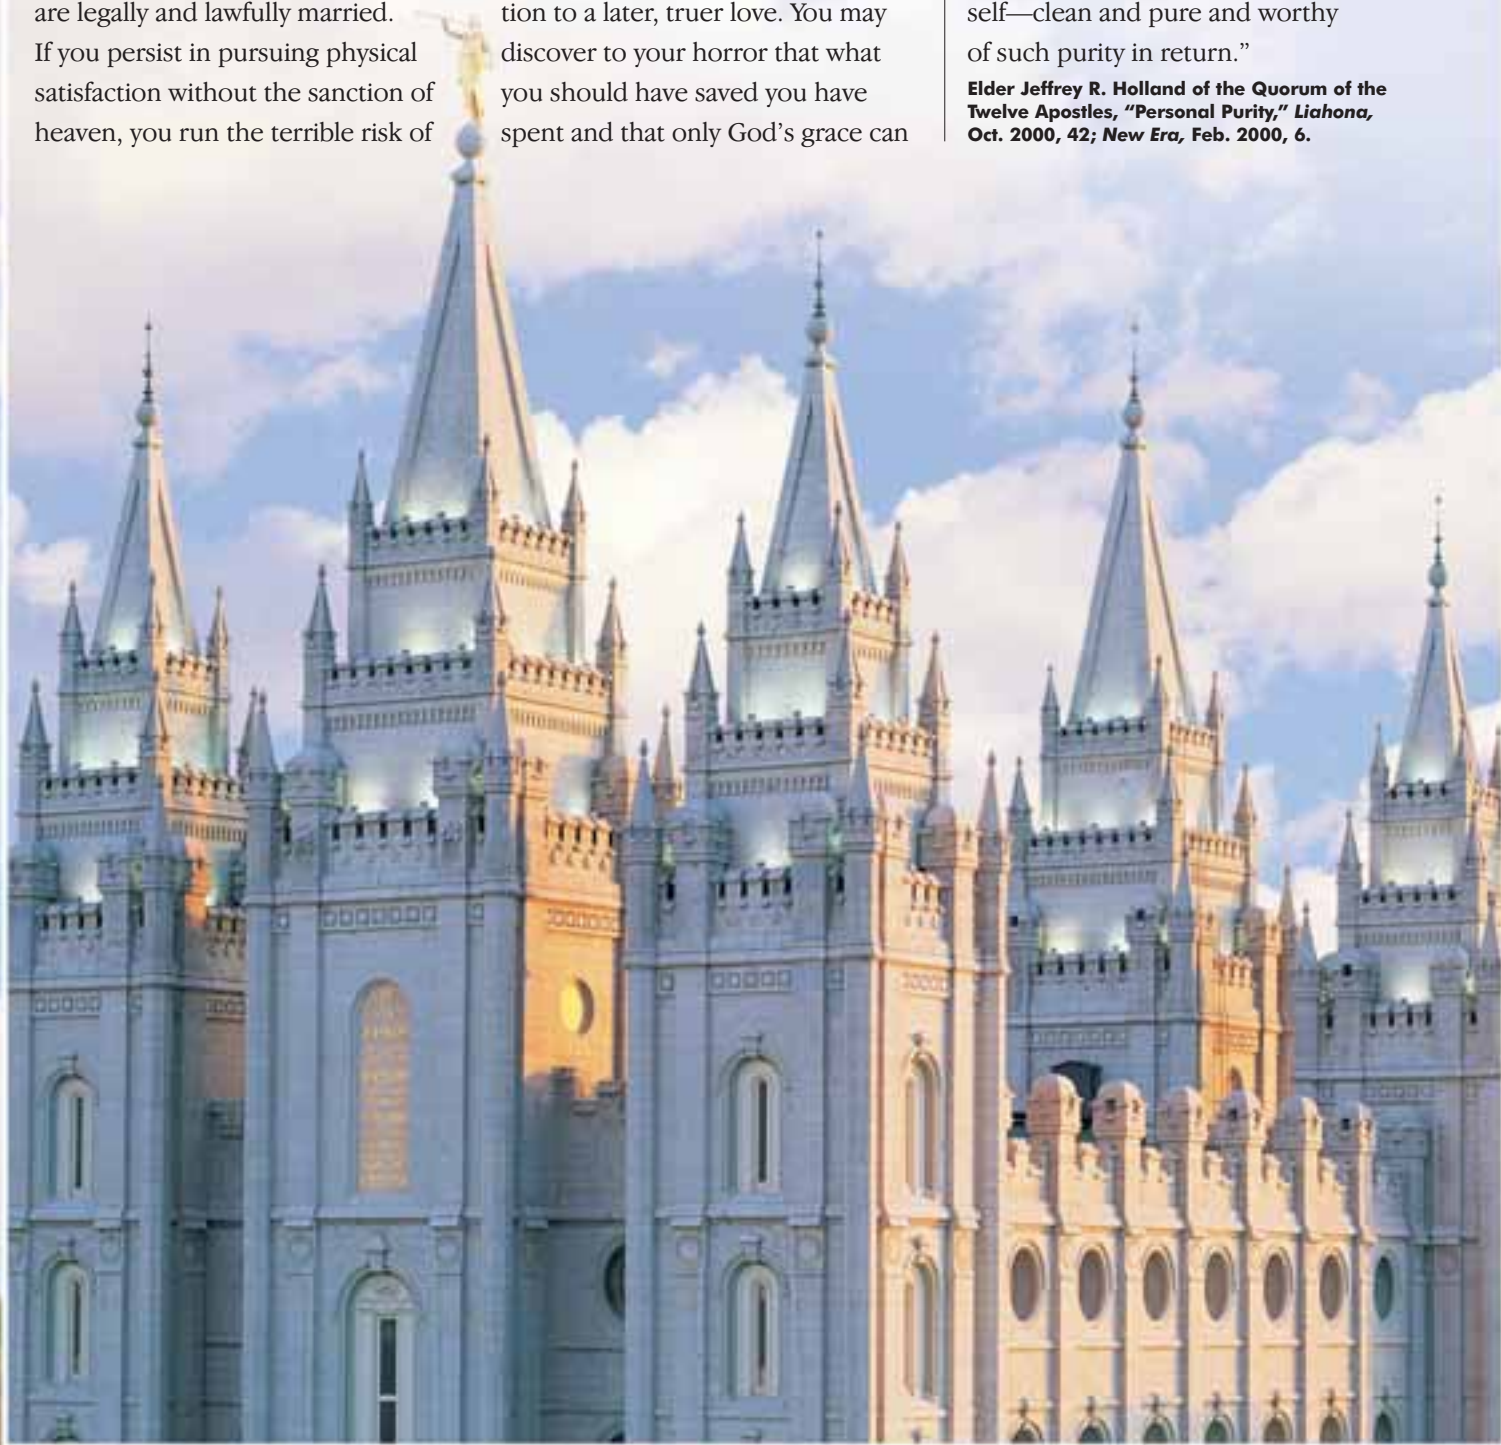 are legally and lawfully married.
If you persist in pursuing physical
satisfaction without the sanction of
heaven, you run the terrible risk of
tion to a later, truer love. You may
discover to your horror that what
you should have saved you have
spent and that only God’s grace can
self—clean and pure and worthy
of such purity in return.”
Elder Jeffrey R. Holland of the Quorum of the
Twelve Apostles, “Personal Purity,” Liahona,
Oct. 2000, 42; New Era, Feb. 2000, 6.